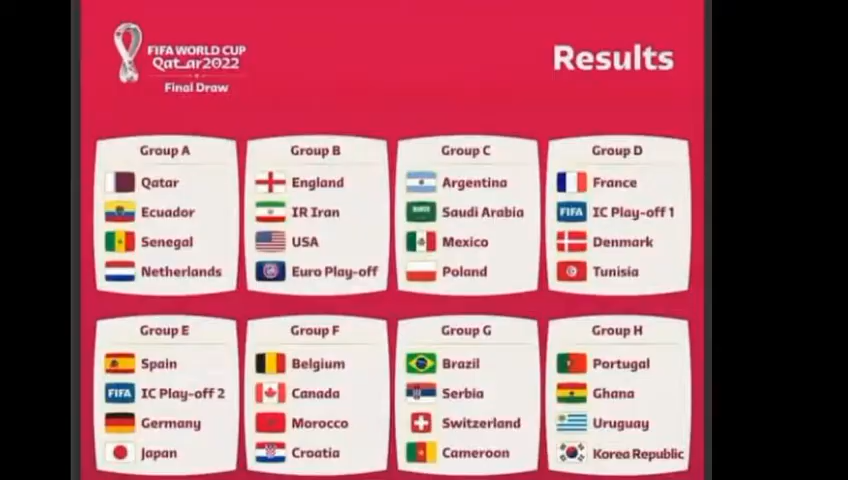 FIFA WORLD CUP
Qatar2022
Final Draw
Results
Group A
Qatar
Ecuador
Senegal
Netherlands
Group B
England
IR Iran
USA
Euro Play-off
Group C
Argentina
Saudi Arabia
Mexico
Poland
Group D
France
FIFA IC Play-off 1
Denmark
Tunisia
Group E
Spain
FIFA IC Play-off 2
Germany
Japan
Group F
Belgium
Canada
Morocco
Croatia
Group G
Brazil
Serbia
Switzerland
Cameroon
Group H
Portugal
Ghana
Uruguay
Korea Republic